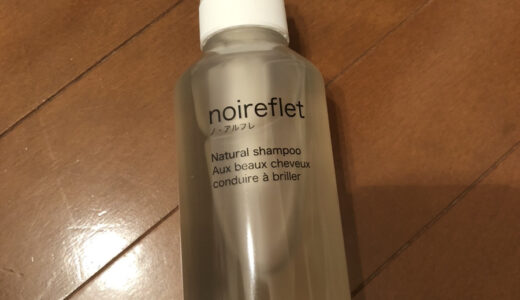 noireflet
ノ・アルフレ
Natural shampoo
Aux beaux cheveux
conduire à briller